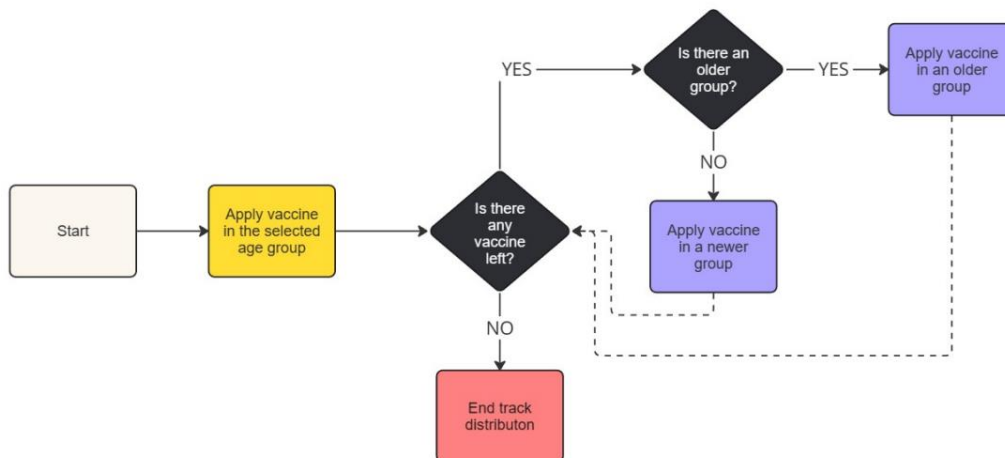 Start
Apply vaccine
in the selected
age group
Is there
any
vaccine
left?
YES
Is there an
older
group?
YES
Apply vaccine
in an older
group
NO
Apply vaccine
in a newer
group
NO
End track
distributon